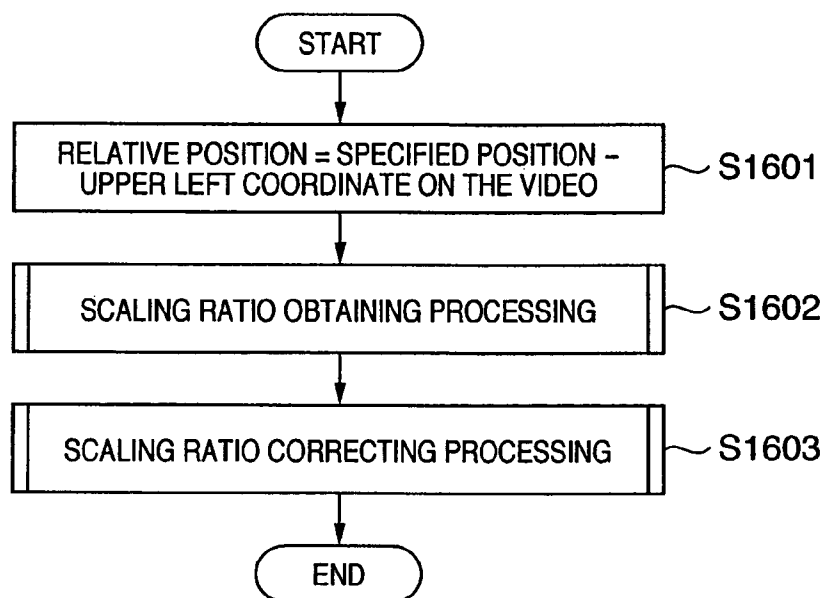 START
RELATIVE POSITION = SPECIFIED POSITION –
UPPER LEFT COORDINATE ON THE VIDEO
S1601
SCALING RATIO OBTAINING PROCESSING
S1602
SCALING RATIO CORRECTING PROCESSING
S1603
END